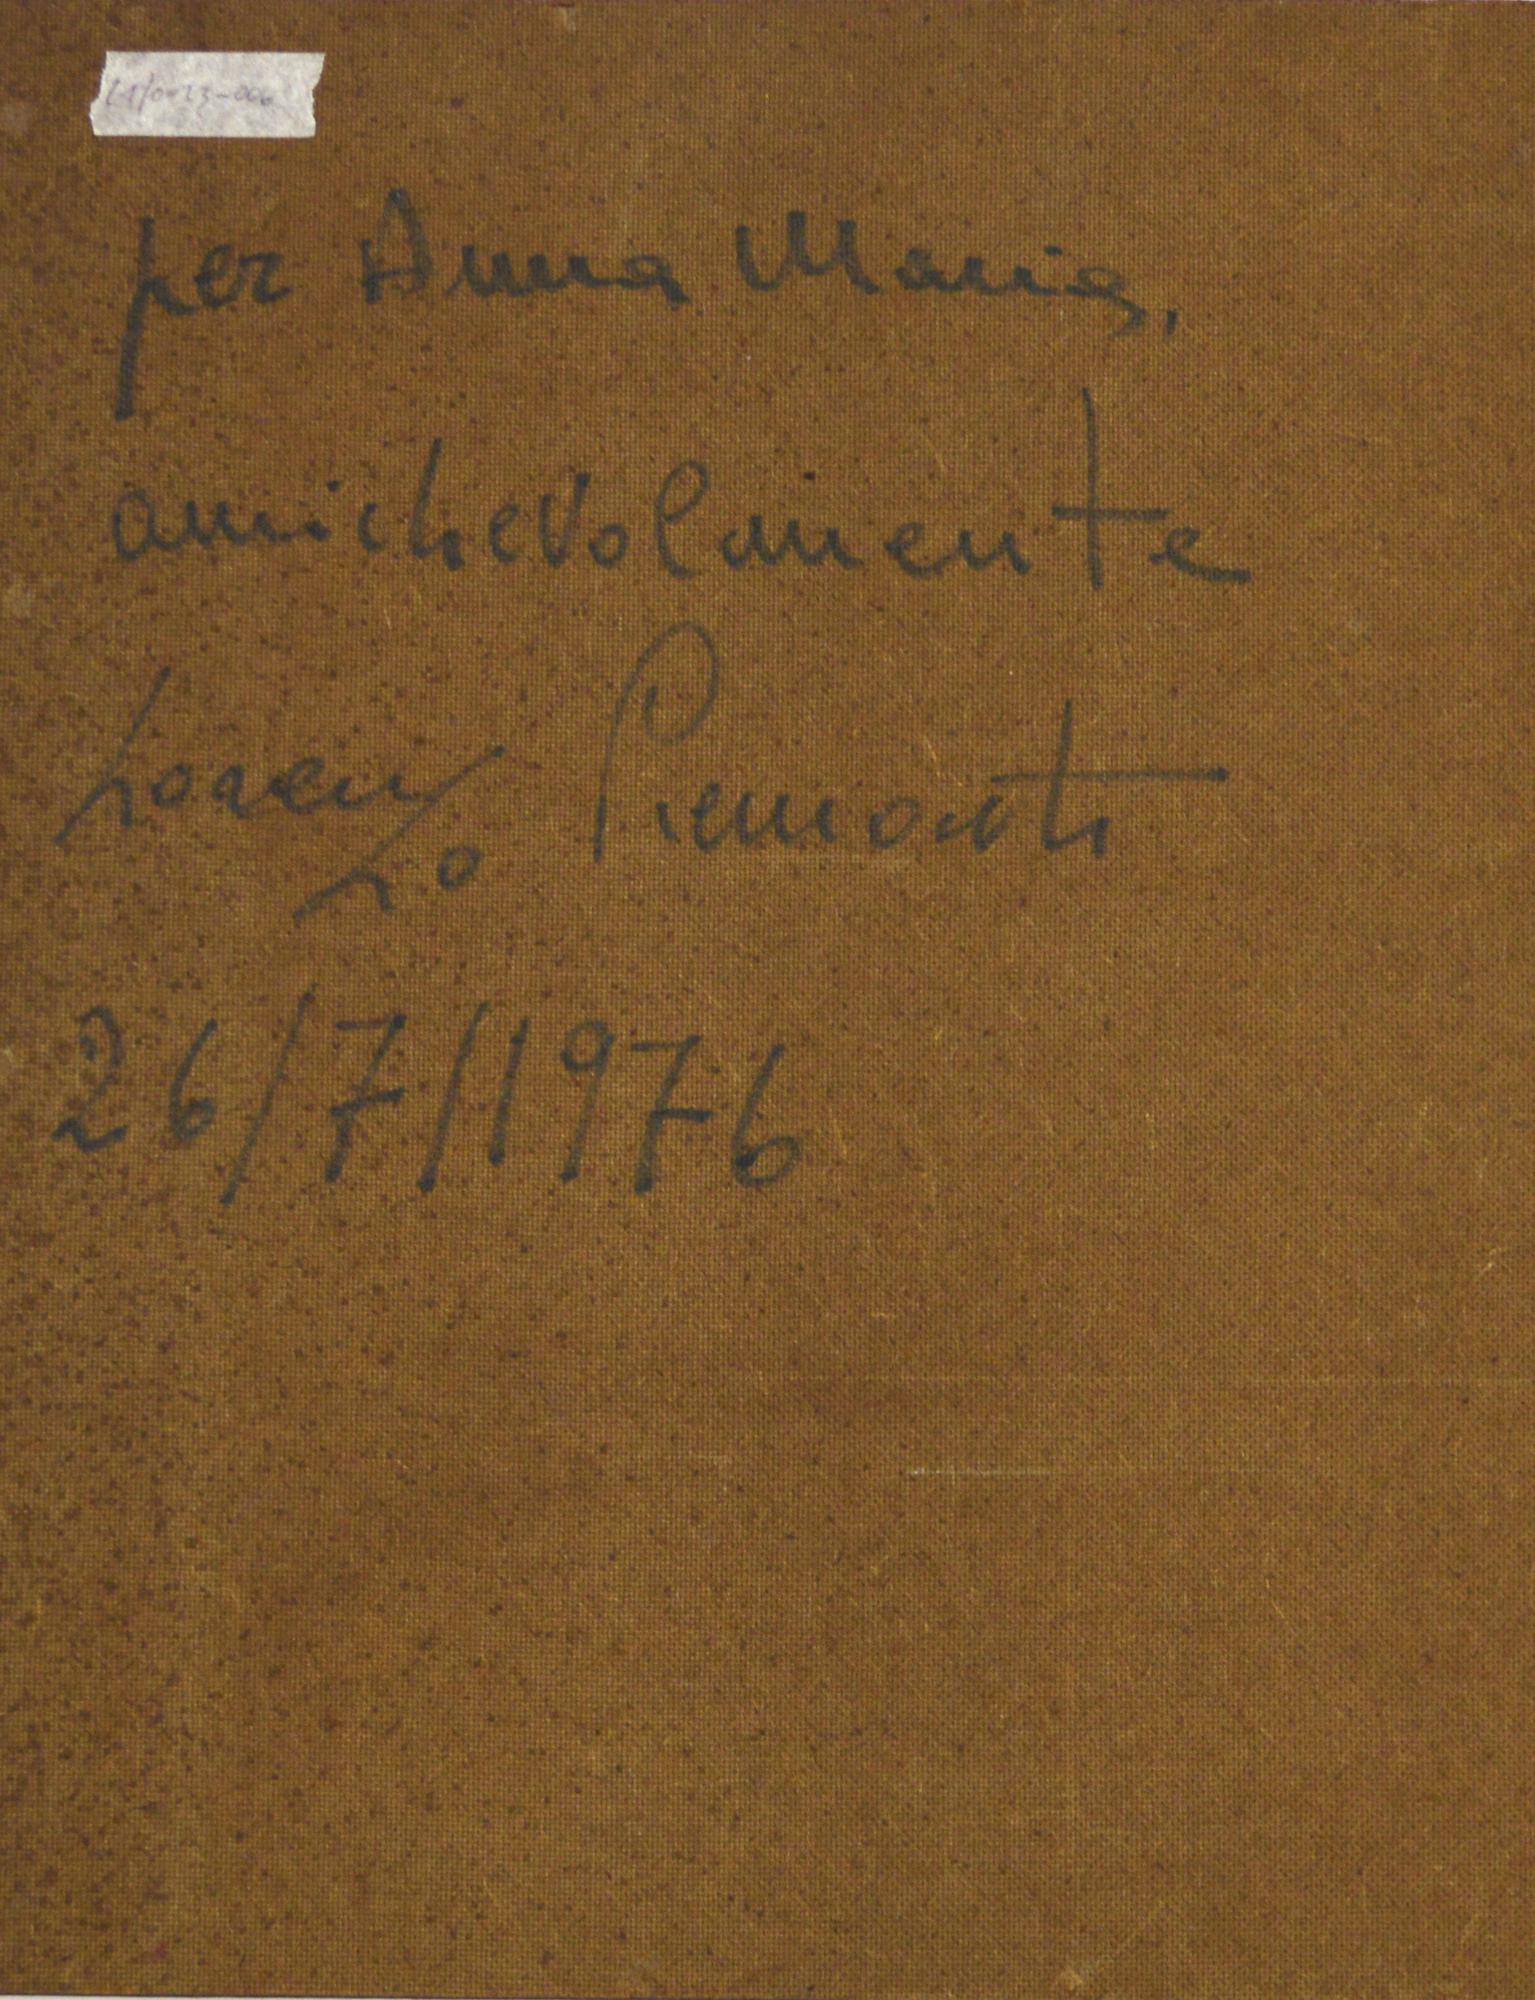 per Anna Maria,
amichevolmente
Lorenzo Piemonti
26/7/1976